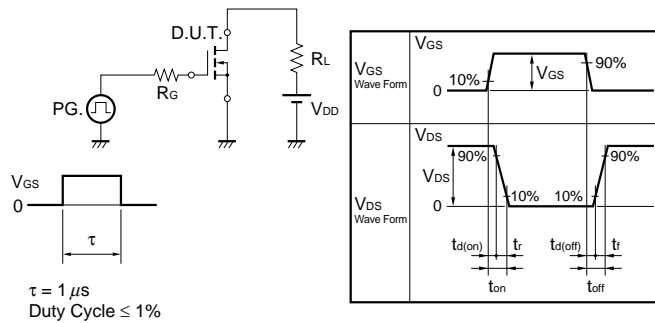 D.U.T.
RL
RG
PG.
VDD
VGS
0
τ
τ = 1 μs
Duty Cycle ≤ 1%
VGS
VGS
Wave Form
10%
VGS
90%
0
VDS
90%
90%
VDS
VDS
Wave Form
10%
10%
0
td(on)
tr
td(off)
tf
ton
toff